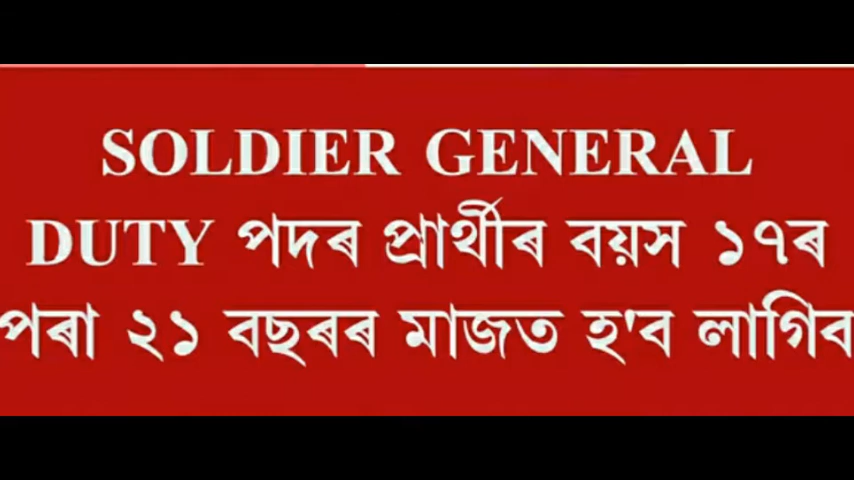 SOLDIER GENERAL
DUTY পদৰ প্ৰাৰ্থীৰ বয়স ১৭ৰ
পৰা ২১ বছৰৰ মাজত হ'ব লাগিব